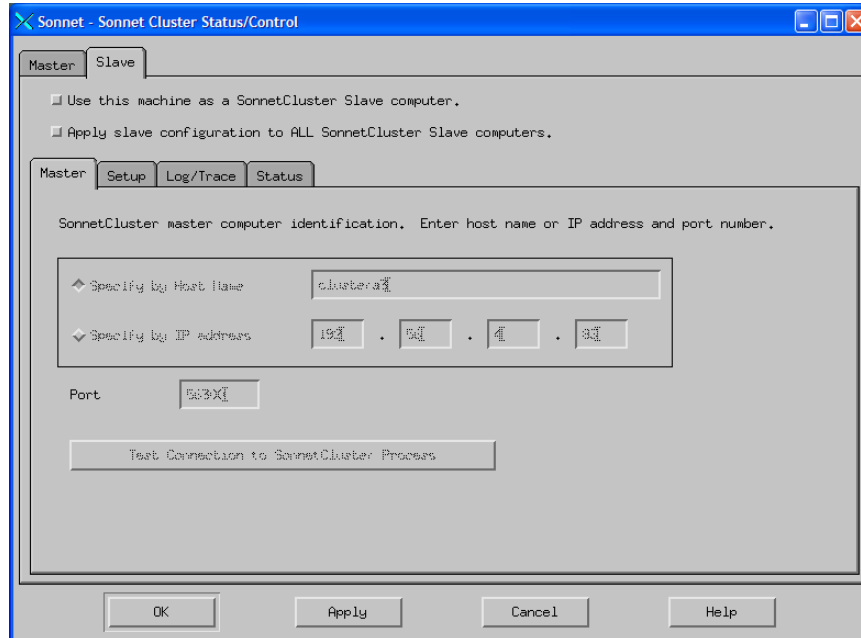 Sonnet - Sonnet Cluster Status/Control
Master Slave
Use this machine as a SonnetCluster Slave computer.
Apply slave configuration to ALL SonnetCluster Slave computers.
Master Setup Log/Trace Status
SonnetCluster master computer identification. Enter host name or IP address and port number.
Specify by Host Name
Specify by IP address . . .
Port
Test Connection to SonnetCluster Process
OK Apply Cancel Help